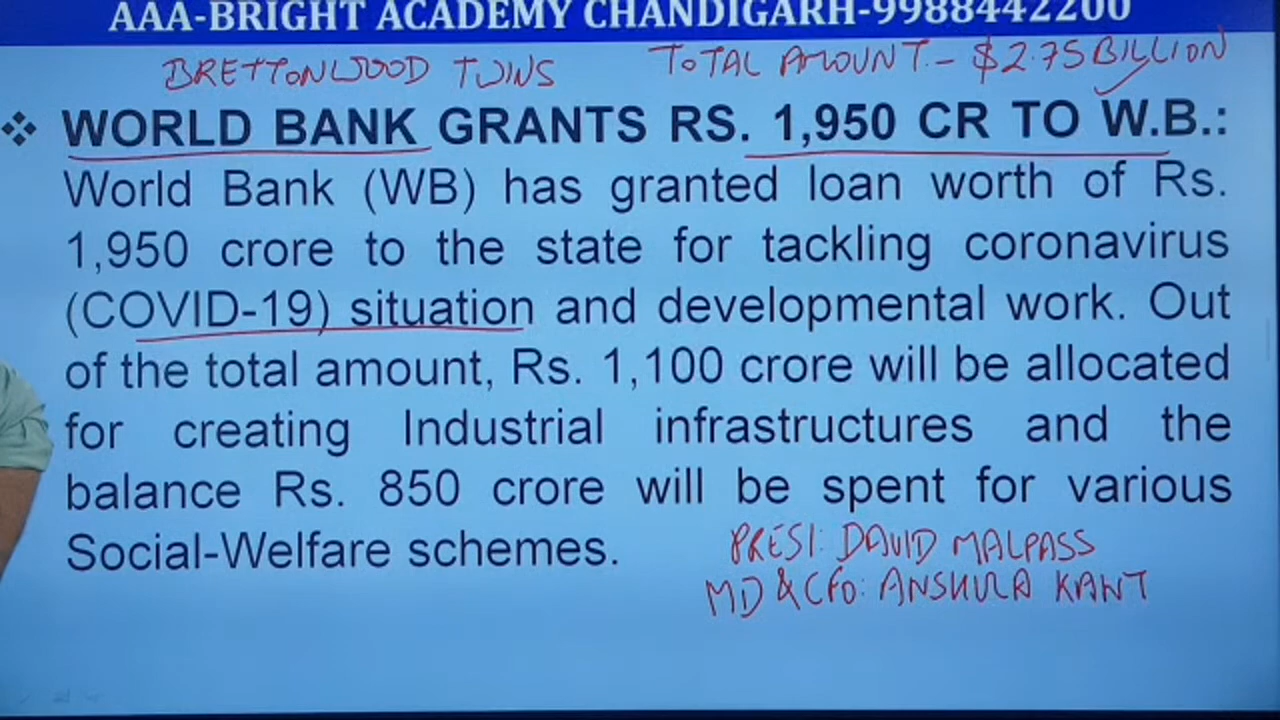 AAA-BRIGHT ACADEMY CHANDIGARH-9988442200
BRETTONWOOD TWINS TOTAL AMOUNT - $2.75 BILLION
❖ WORLD BANK GRANTS RS. 1,950 CR TO W.B.:
World Bank (WB) has granted loan worth of Rs.
1,950 crore to the state for tackling coronavirus
(COVID-19) situation and developmental work. Out
of the total amount, Rs. 1,100 crore will be allocated
for creating Industrial infrastructures and the
balance Rs. 850 crore will be spent for various
Social-Welfare schemes.
PRESI: DAVID MALPASS
MD & CFO: ANSHULA KANT